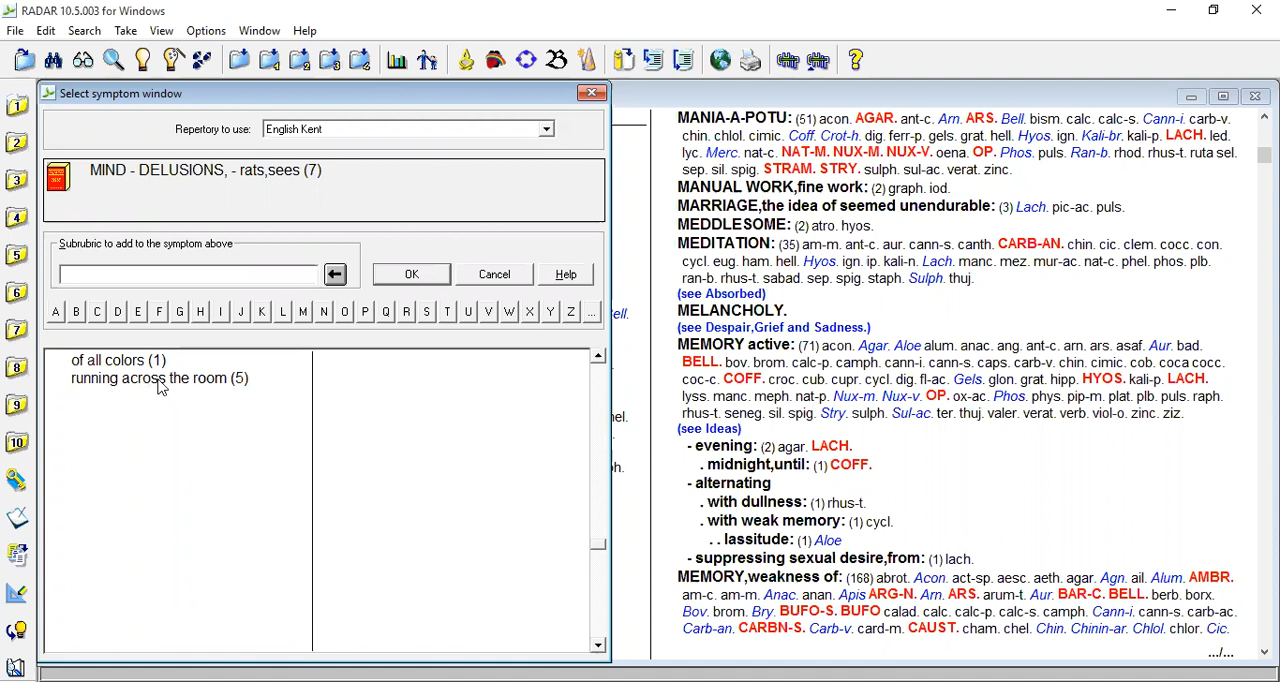 RADAR 10.5.003 for Windows
File Edit Search Take View Options Window Help
Select symptom window
Repertory to use: English Kent
MIND - DELUSIONS, - rats,sees (7)
Subrubric to add to the symptom above
OK Cancel Help
A B C D E F G H I J K L M N O P Q R S T U V W X Y Z ...
of all colors (1)
running across the room (5)
1
2
3
4
5
6
7
8
9
10
ell.
el.
h.
MANIA-A-POTU: (51) acon. AGAR. ant-c. Arn. ARS. Bell. bism. calc. calc-s. Cann-i. carb-v.
chin. chlol. cimic. Coff. Crot-h. dig. ferr-p. gels. grat. hell. Hyos. ign. Kali-br. kali-p. LACH. led.
lyc. Merc. nat-c. NAT-M. NUX-M. NUX-V. oena. OP. Phos. puls. Ran-b. rhod. rhus-t. ruta sel.
sep. sil. spig. STRAM. STRY. sulph. sul-ac. verat. zinc.
MANUAL WORK,fine work: (2) graph. iod.
MARRIAGE,the idea of seemed unendurable: (3) Lach. pic-ac. puls.
MEDDLESOME: (2) atro. hyos.
MEDITATION: (35) am-m. ant-c. aur. cann-s. canth. CARB-AN. chin. cic. clem. cocc. con.
cycl. eug. ham. hell. Hyos. ign. ip. kali-n. Lach. manc. mez. mur-ac. nat-c. phel. phos. plb.
ran-b. rhus-t. sabad. sep. spig. staph. Sulph. thuj.
(see Absorbed)
MELANCHOLY.
(see Despair,Grief and Sadness.)
MEMORY active: (71) acon. Agar. Aloe alum. anac. ang. ant-c. arn. ars. asaf. Aur. bad.
BELL. bov. brom. calc-p. camph. cann-i. cann-s. caps. carb-v. chin. cimic. cob. coca cocc.
coc-c. COFF. croc. cub. cupr. cycl. dig. fl-ac. Gels. glon. grat. hipp. HYOS. kali-p. LACH.
lyss. manc. meph. nat-p. Nux-m. Nux-v. OP. ox-ac. Phos. phys. pip-m. plat. plb. puls. raph.
rhus-t. seneg. sil. spig. Stry. sulph. Sul-ac. ter. thuj. valer. verat. verb. viol-o. zinc. ziz.
(see Ideas)
- evening: (2) agar. LACH.
. midnight,until: (1) COFF.
- alternating
. with dullness: (1) rhus-t.
. with weak memory: (1) cycl.
. . lassitude: (1) Aloe
- suppressing sexual desire,from: (1) lach.
MEMORY,weakness of: (168) abrot. Acon. act-sp. aesc. aeth. agar. Agn. ail. Alum. AMBR.
am-c. am-m. Anac. anan. Apis ARG-N. Arn. ARS. arum-t. Aur. BAR-C. BELL. berb. borx.
Bov. brom. Bry. BUFO-S. BUFO calad. calc. calc-p. calc-s. camph. Cann-i. cann-s. carb-ac.
Carb-an. CARBN-S. Carb-v. card-m. CAUST. cham. chel. Chin. Chinin-ar. Chlol. chlor. Cic.
.../...